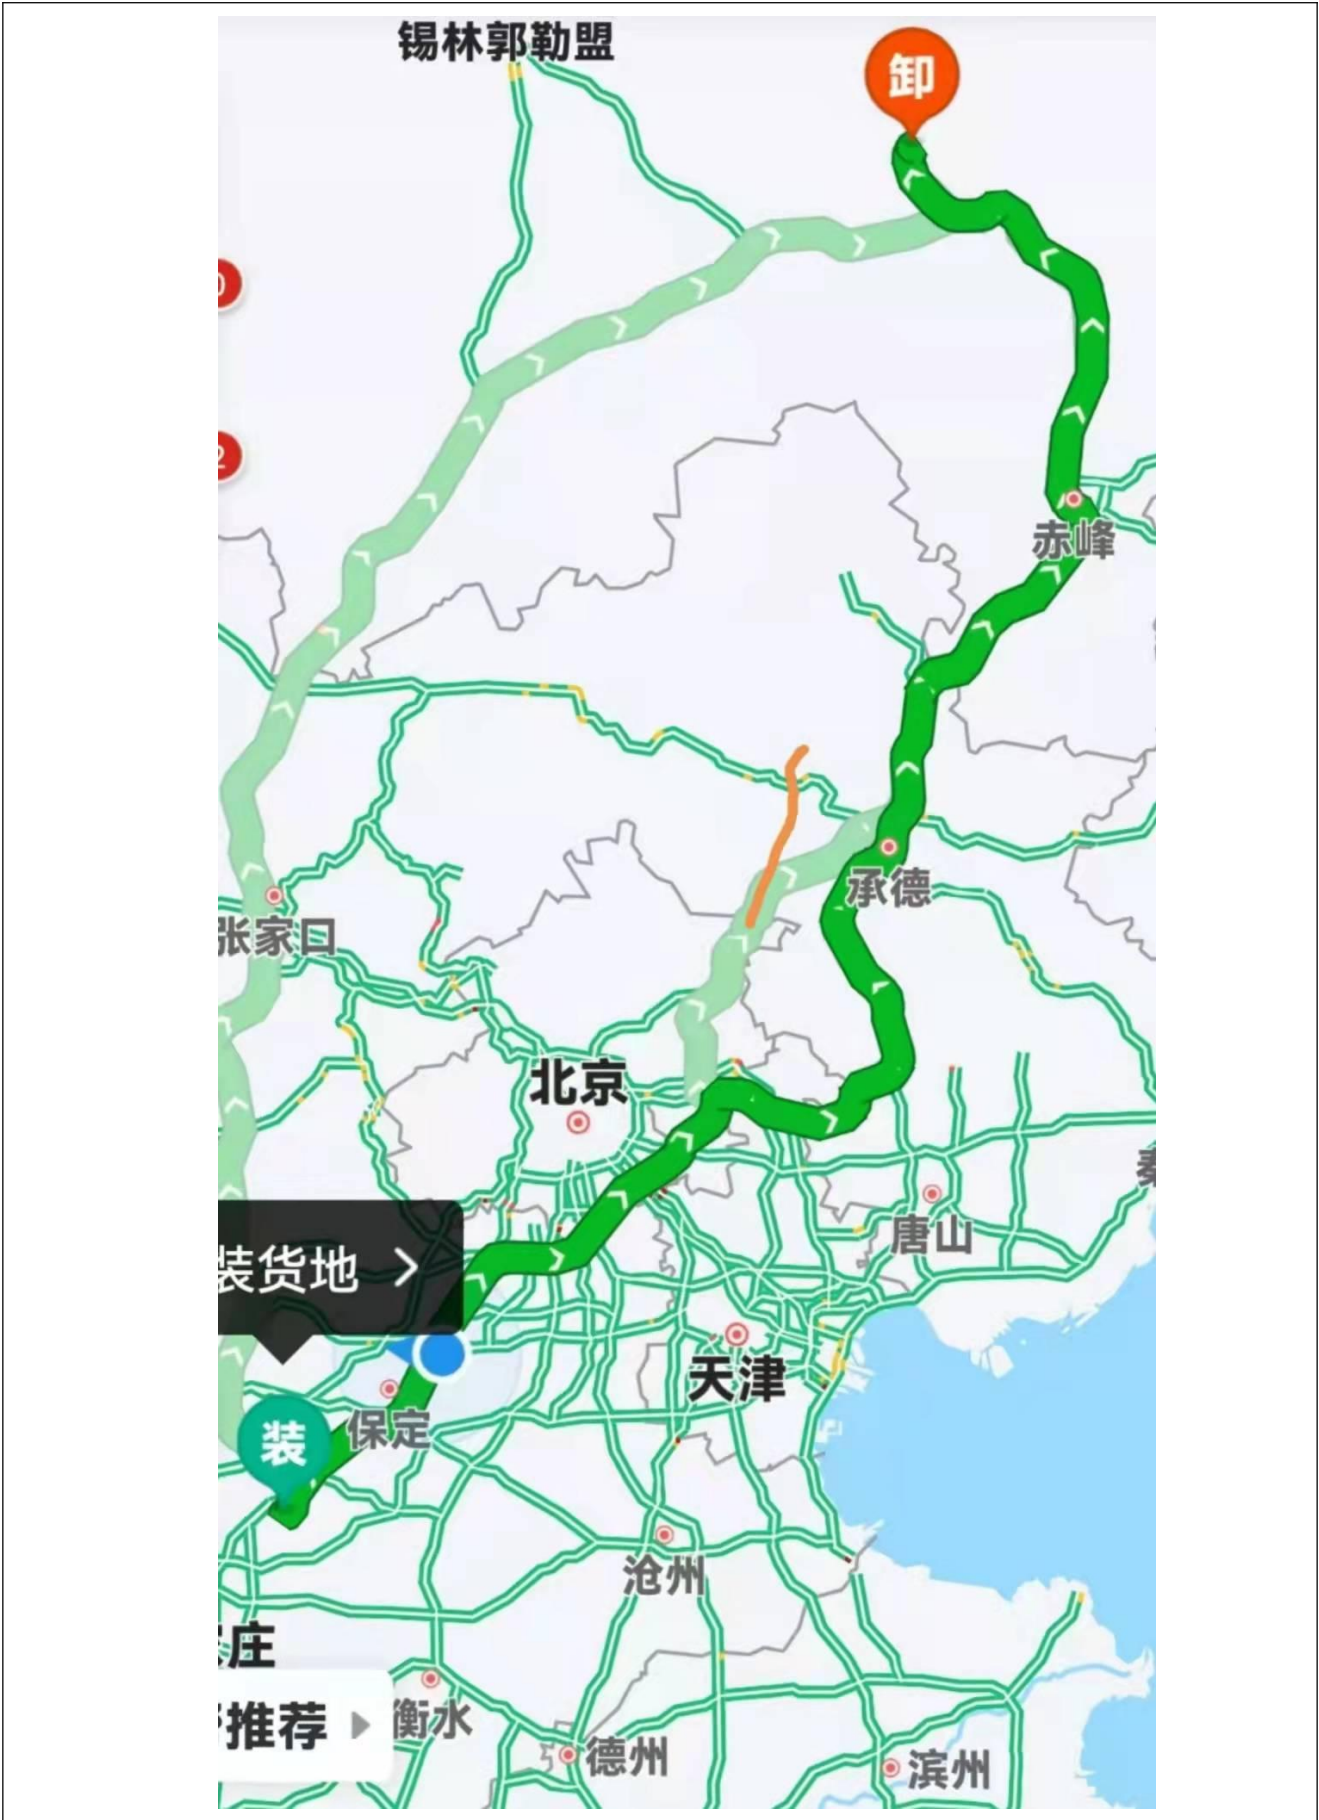 锡林郭勒盟
卸
赤峰
承德
张家口
北京
唐山
装货地
天津
保定
装
沧州
庄
推荐
衡水
德州
滨州